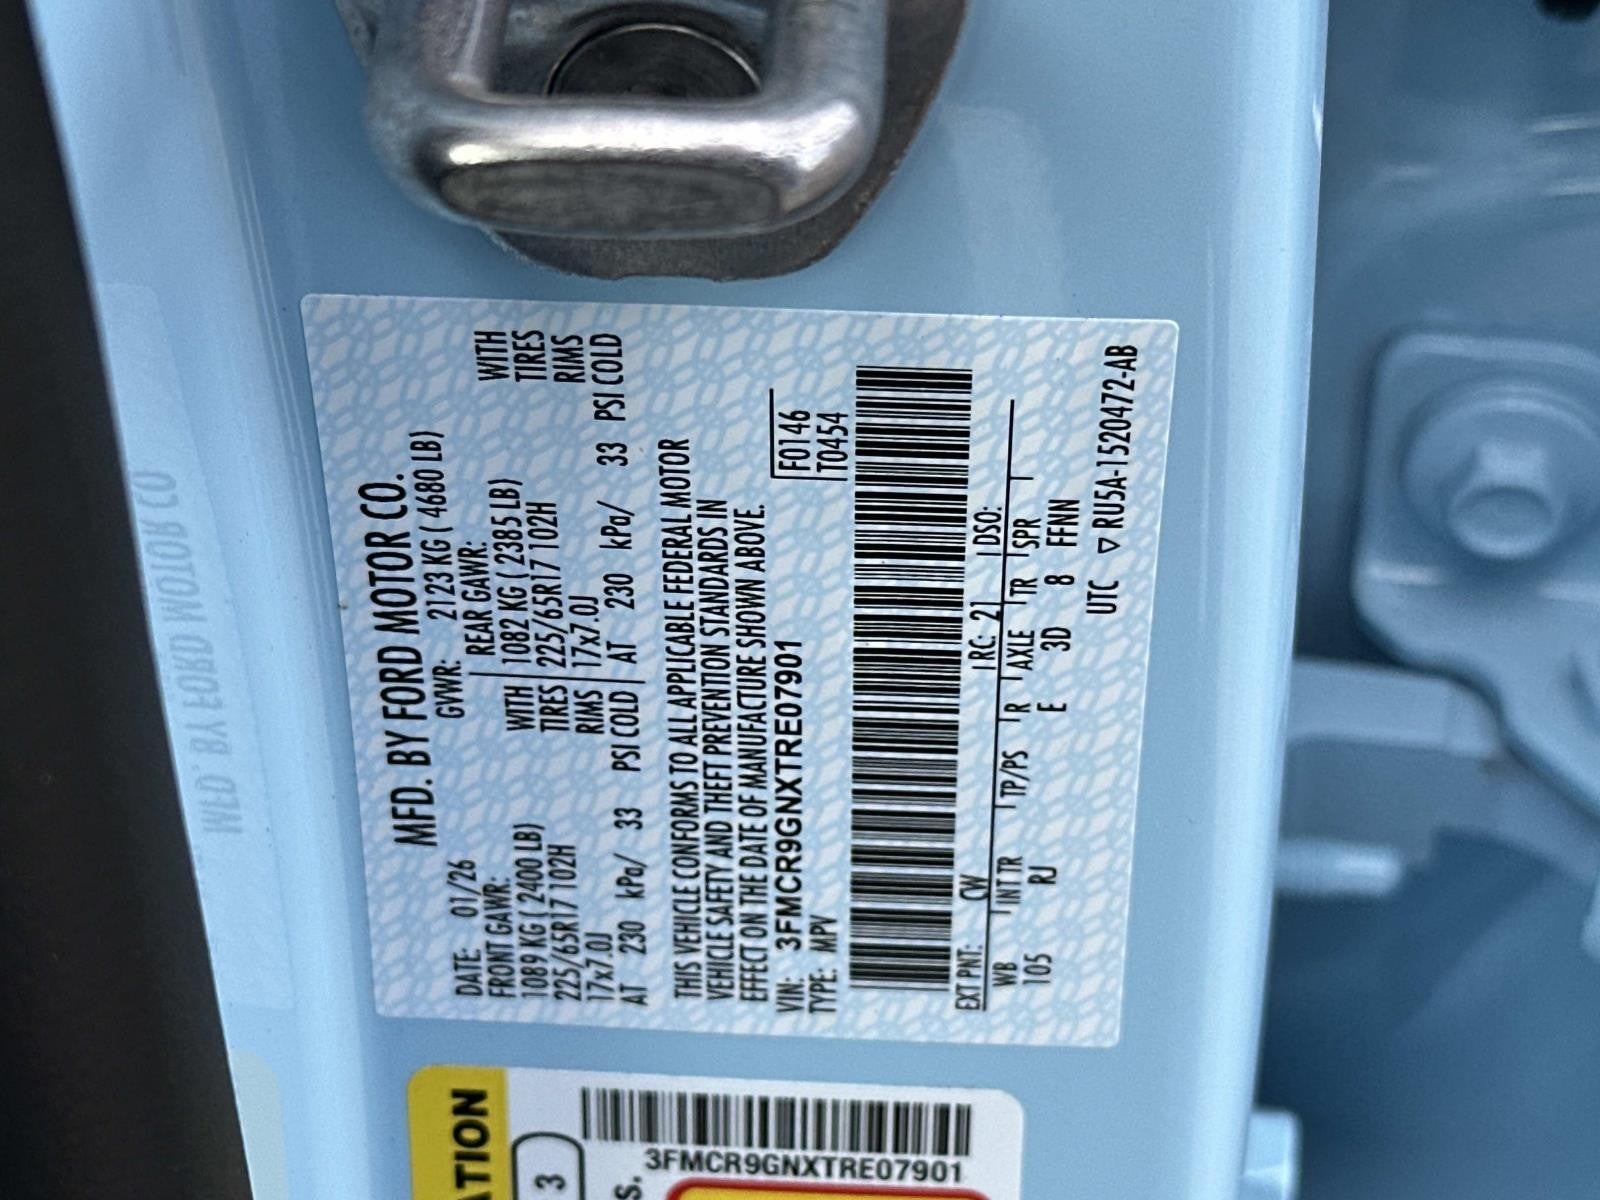 MFD. BY FORD MOTOR CO.
DATE: 01/26 GVWR: 2123 KG ( 4680 LB)
FRONT GAWR: REAR GAWR:
1089 KG ( 2400 LB) WITH 1082 KG ( 2385 LB) WITH
225/65R17 102H TIRES 225/65R17 102H TIRES
17x7.0J RIMS 17x7.0J RIMS
AT 230 kPa/ 33 PSI COLD AT 230 kPa/ 33 PSI COLD
THIS VEHICLE CONFORMS TO ALL APPLICABLE FEDERAL MOTOR
VEHICLE SAFETY AND THEFT PREVENTION STANDARDS IN
EFFECT ON THE DATE OF MANUFACTURE SHOWN ABOVE.
VIN: 3FMCR9GNXTRE07901 F0146
TYPE: MPV T0454
EXT PNT: CW RC: 21 DSO:
WB INT TR TP/PS R AXLE TR SPR
105 RJ E 3D 8 FFNN
UTC ▽ RU5A-1520472-AB
ATION
3
S.
3FMCR9GNXTRE07901